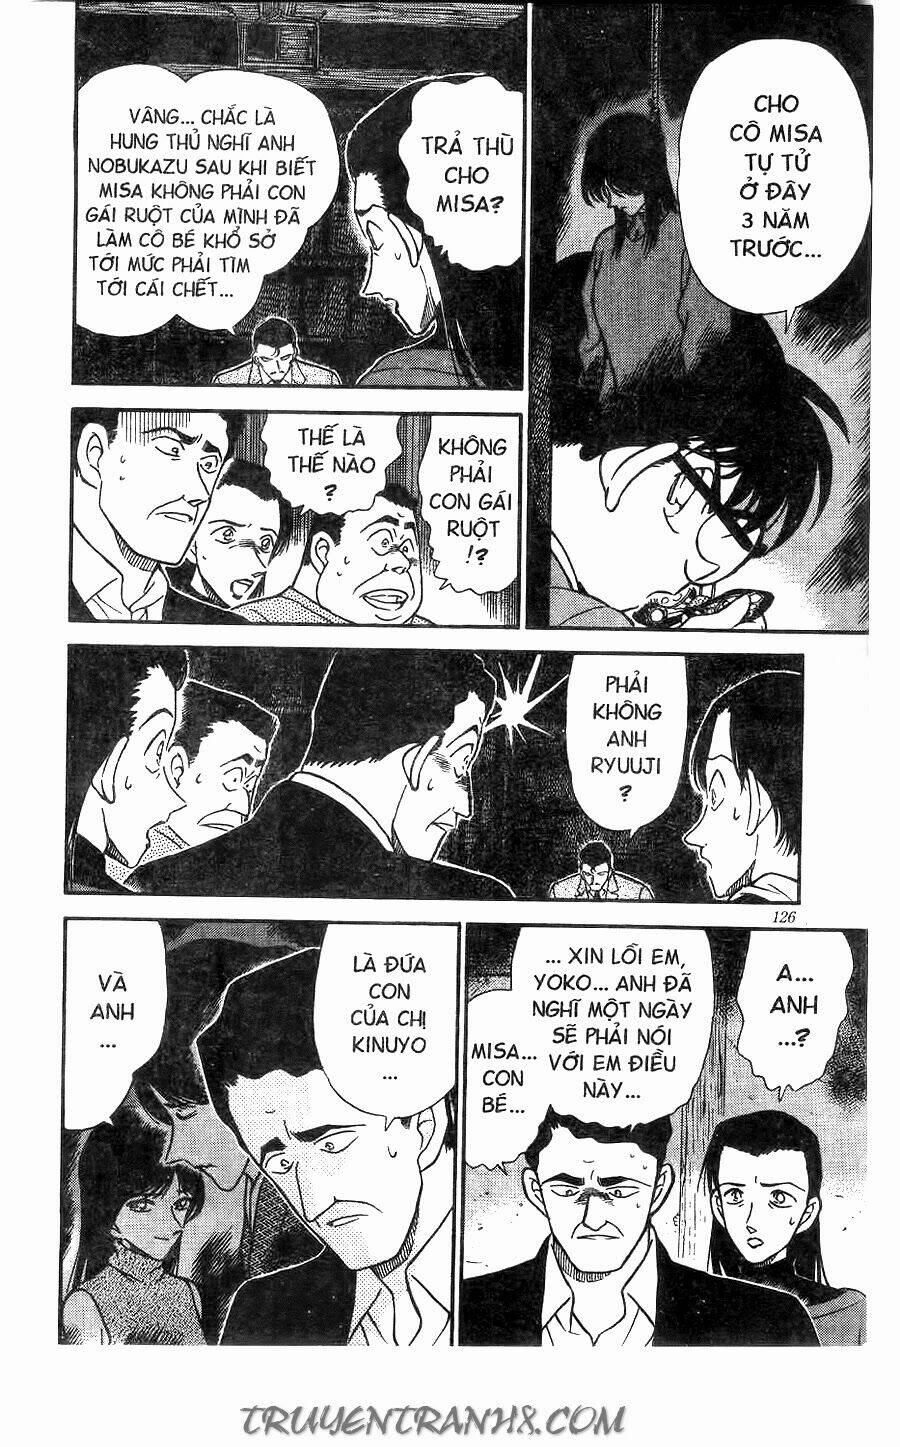 CHO
CÔ MISA
TỰ TỬ
Ở ĐÂY
3 NĂM
TRƯỚC...
TRẢ THÙ
CHO
MISA?
VÂNG... CHẮC LÀ
HUNG THỦ NGHĨ ANH
NOBUKAZU SAU KHI BIẾT
MISA KHÔNG PHẢI CON
GÁI RUỘT CỦA MÌNH ĐÃ
LÀM CÔ BÉ KHỔ SỞ
TỚI MỨC PHẢI TÌM
TỚI CÁI CHẾT...
KHÔNG
PHẢI
CON GÁI
RUỘT
!?
THẾ LÀ
THẾ NÀO
?
PHẢI
KHÔNG
ANH
RYUUJI
?
126
A...
ANH
...?
... XIN LỖI EM,
YOKO... ANH ĐÃ
NGHĨ MỘT NGÀY
SẼ PHẢI NÓI
VỚI EM ĐIỀU
NÀY...
MISA...
CON
BÉ...
LÀ ĐỨA
CON
CỦA CHỊ
KINUYO
...
VÀ
ANH
...
TRUYENTRANH8.COM